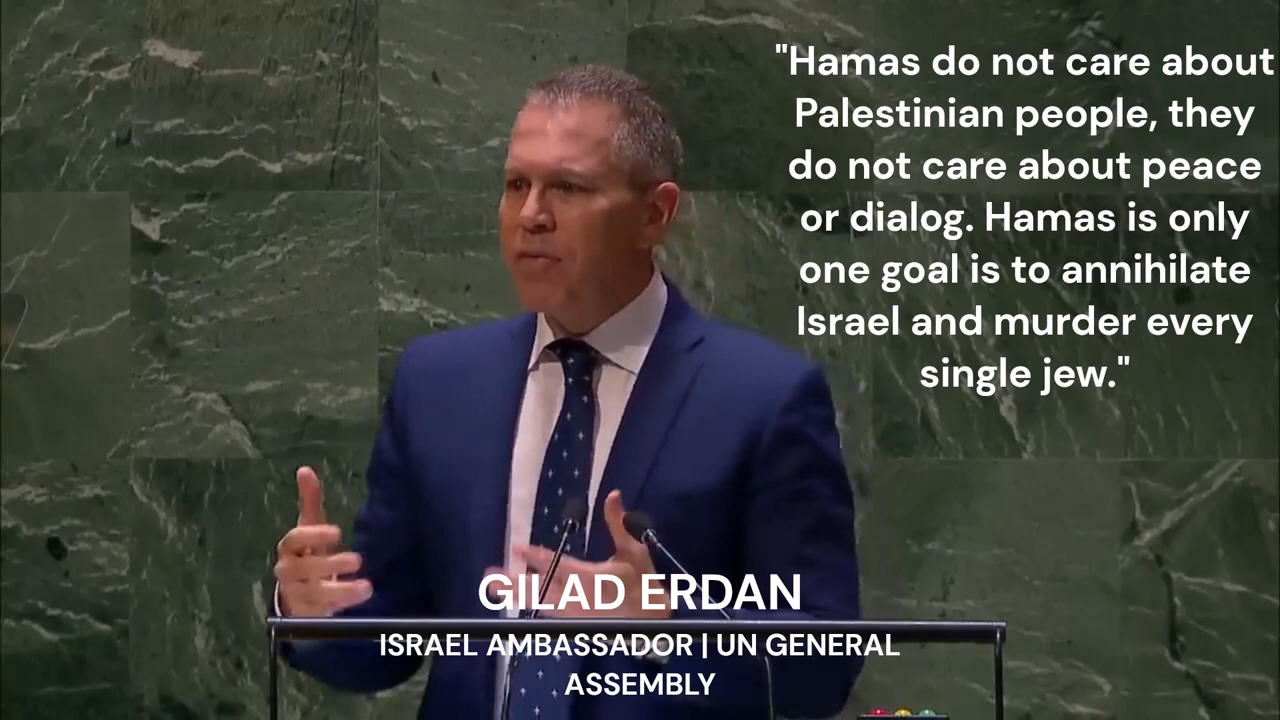 "Hamas do not care about
Palestinian people, they
do not care about peace
or dialog. Hamas is only
one goal is to annihilate
Israel and murder every
single jew."
GILAD ERDAN
ISRAEL AMBASSADOR | UN GENERAL
ASSEMBLY